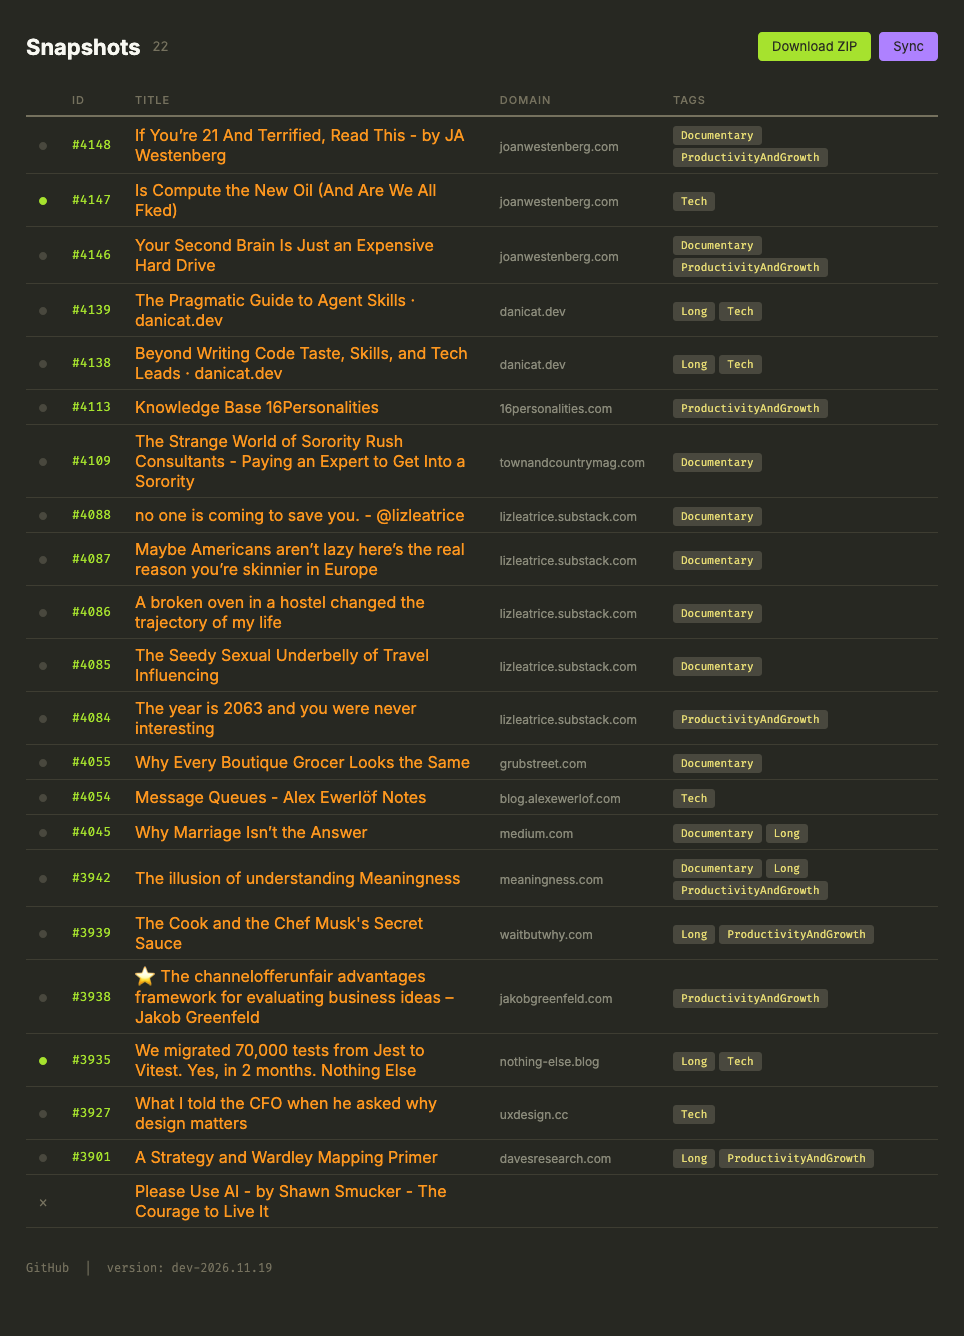 Snapshots 22
Download ZIP Sync
ID TITLE DOMAIN TAGS
#4148 If You’re 21 And Terrified, Read This - by JA
Westenberg
joanwestenberg.com
Documentary
ProductivityAndGrowth
#4147 Is Compute the New Oil (And Are We All
Fked)
joanwestenberg.com
Tech
#4146 Your Second Brain Is Just an Expensive
Hard Drive
joanwestenberg.com
Documentary
ProductivityAndGrowth
#4139 The Pragmatic Guide to Agent Skills ·
danicat.dev
danicat.dev
Long Tech
#4138 Beyond Writing Code Taste, Skills, and Tech
Leads · danicat.dev
danicat.dev
Long Tech
#4113 Knowledge Base 16Personalities 16personalities.com ProductivityAndGrowth
#4109 The Strange World of Sorority Rush
Consultants - Paying an Expert to Get Into a
Sorority
townandcountrymag.com
Documentary
#4088 no one is coming to save you. - @lizleatrice lizleatrice.substack.com Documentary
#4087 Maybe Americans aren’t lazy here’s the real
reason you’re skinnier in Europe
lizleatrice.substack.com
Documentary
#4086 A broken oven in a hostel changed the
trajectory of my life
lizleatrice.substack.com
Documentary
#4085 The Seedy Sexual Underbelly of Travel
Influencing
lizleatrice.substack.com
Documentary
#4084 The year is 2063 and you were never
interesting
lizleatrice.substack.com
ProductivityAndGrowth
#4055 Why Every Boutique Grocer Looks the Same grubstreet.com Documentary
#4054 Message Queues - Alex Ewerlöf Notes blog.alexewerlof.com Tech
#4045 Why Marriage Isn’t the Answer medium.com Documentary Long
#3942 The illusion of understanding Meaningness meaningness.com
Documentary Long
ProductivityAndGrowth
#3939 The Cook and the Chef Musk's Secret
Sauce
waitbutwhy.com
Long ProductivityAndGrowth
#3938 ⭐ The channelofferunfair advantages
framework for evaluating business ideas –
Jakob Greenfeld
jakobgreenfeld.com
ProductivityAndGrowth
#3935 We migrated 70,000 tests from Jest to
Vitest. Yes, in 2 months. Nothing Else
nothing-else.blog
Long Tech
#3927 What I told the CFO when he asked why
design matters
uxdesign.cc
Tech
#3901 A Strategy and Wardley Mapping Primer davesresearch.com Long ProductivityAndGrowth
× Please Use AI - by Shawn Smucker - The
Courage to Live It
GitHub | version: dev-2026.11.19